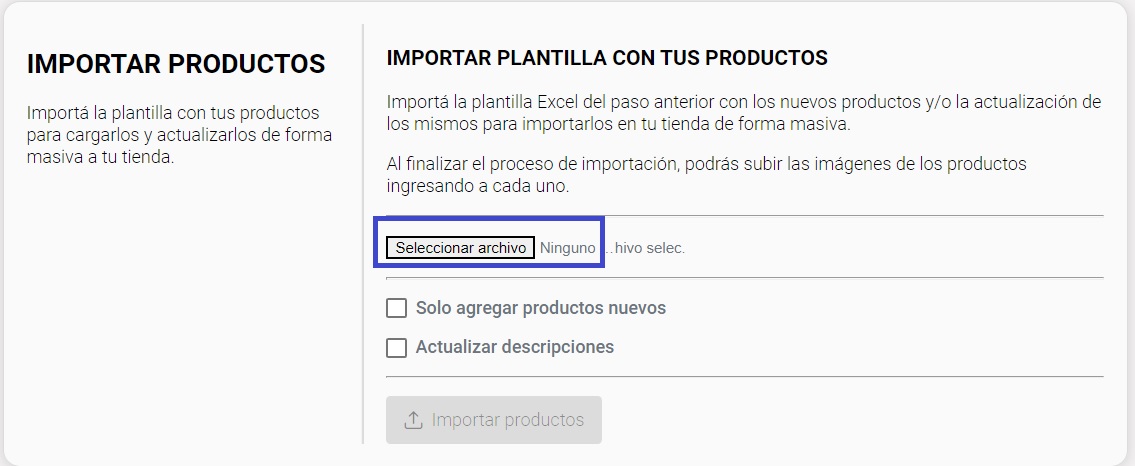 IMPORTAR PRODUCTOS
Importá la plantilla con tus productos
para cargarlos y actualizarlos de forma
masiva a tu tienda.
IMPORTAR PLANTILLA CON TUS PRODUCTOS
Importá la plantilla Excel del paso anterior con los nuevos productos y/o la actualización de
los mismos para importarlos en tu tienda de forma masiva.
Al finalizar el proceso de importación, podrás subir las imágenes de los productos
ingresando a cada uno.
Seleccionar archivo Ninguno ...hivo selec.
Solo agregar productos nuevos
Actualizar descripciones
Importar productos